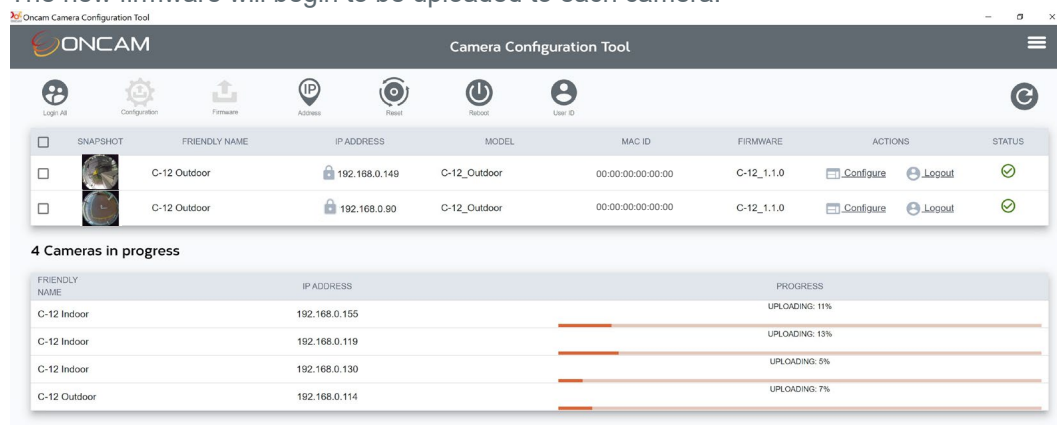 The new firmware will begin to be uploaded to each camera.
Oncam Camera Configuration Tool
ONCAM
Camera Configuration Tool
Login All
Configuration
Firmware
IP
Address
Reset
Reboot
User ID
SNAPSHOT FRIENDLY NAME IP ADDRESS MODEL MAC ID FIRMWARE ACTIONS STATUS
C-12 Outdoor 192.168.0.149 C-12_Outdoor 00:00:00:00:00:00 C-12_1.1.0 Configure Logout
C-12 Outdoor 192.168.0.90 C-12_Outdoor 00:00:00:00:00:00 C-12_1.1.0 Configure Logout
4 Cameras in progress
FRIENDLY NAME IP ADDRESS PROGRESS
C-12 Indoor 192.168.0.155 UPLOADING: 11%
C-12 Indoor 192.168.0.119 UPLOADING: 13%
C-12 Indoor 192.168.0.130 UPLOADING: 5%
C-12 Outdoor 192.168.0.114 UPLOADING: 7%